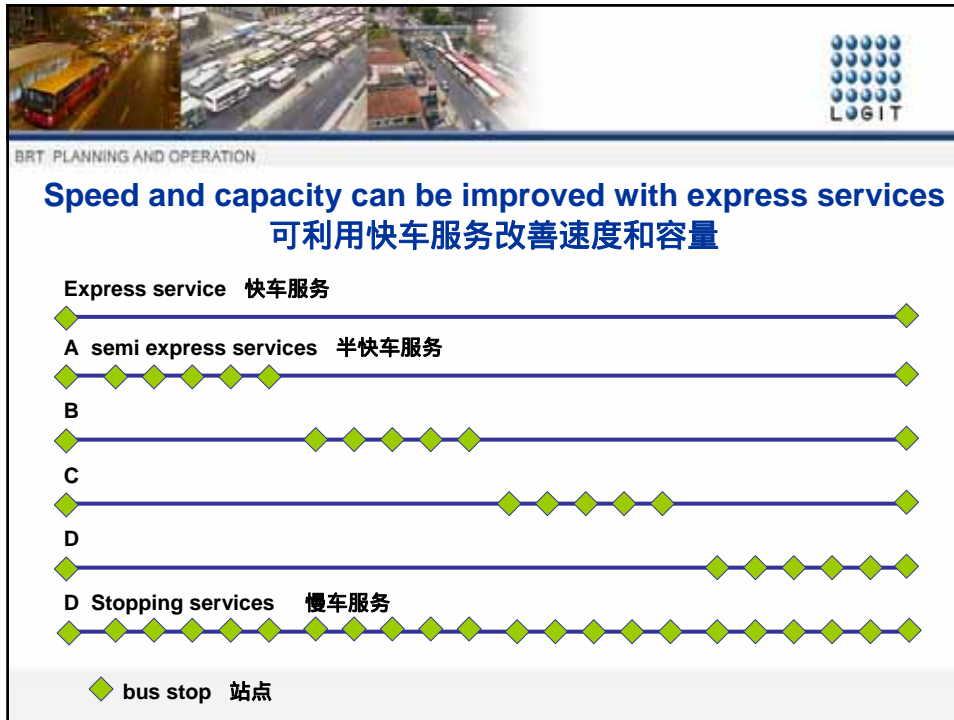 LOGIT
BRT PLANNING AND OPERATION
Speed and capacity can be improved with express services
可利用快车服务改善速度和容量
Express service 快车服务
A semi express services 半快车服务
B
C
D
D Stopping services 慢车服务
bus stop 站点